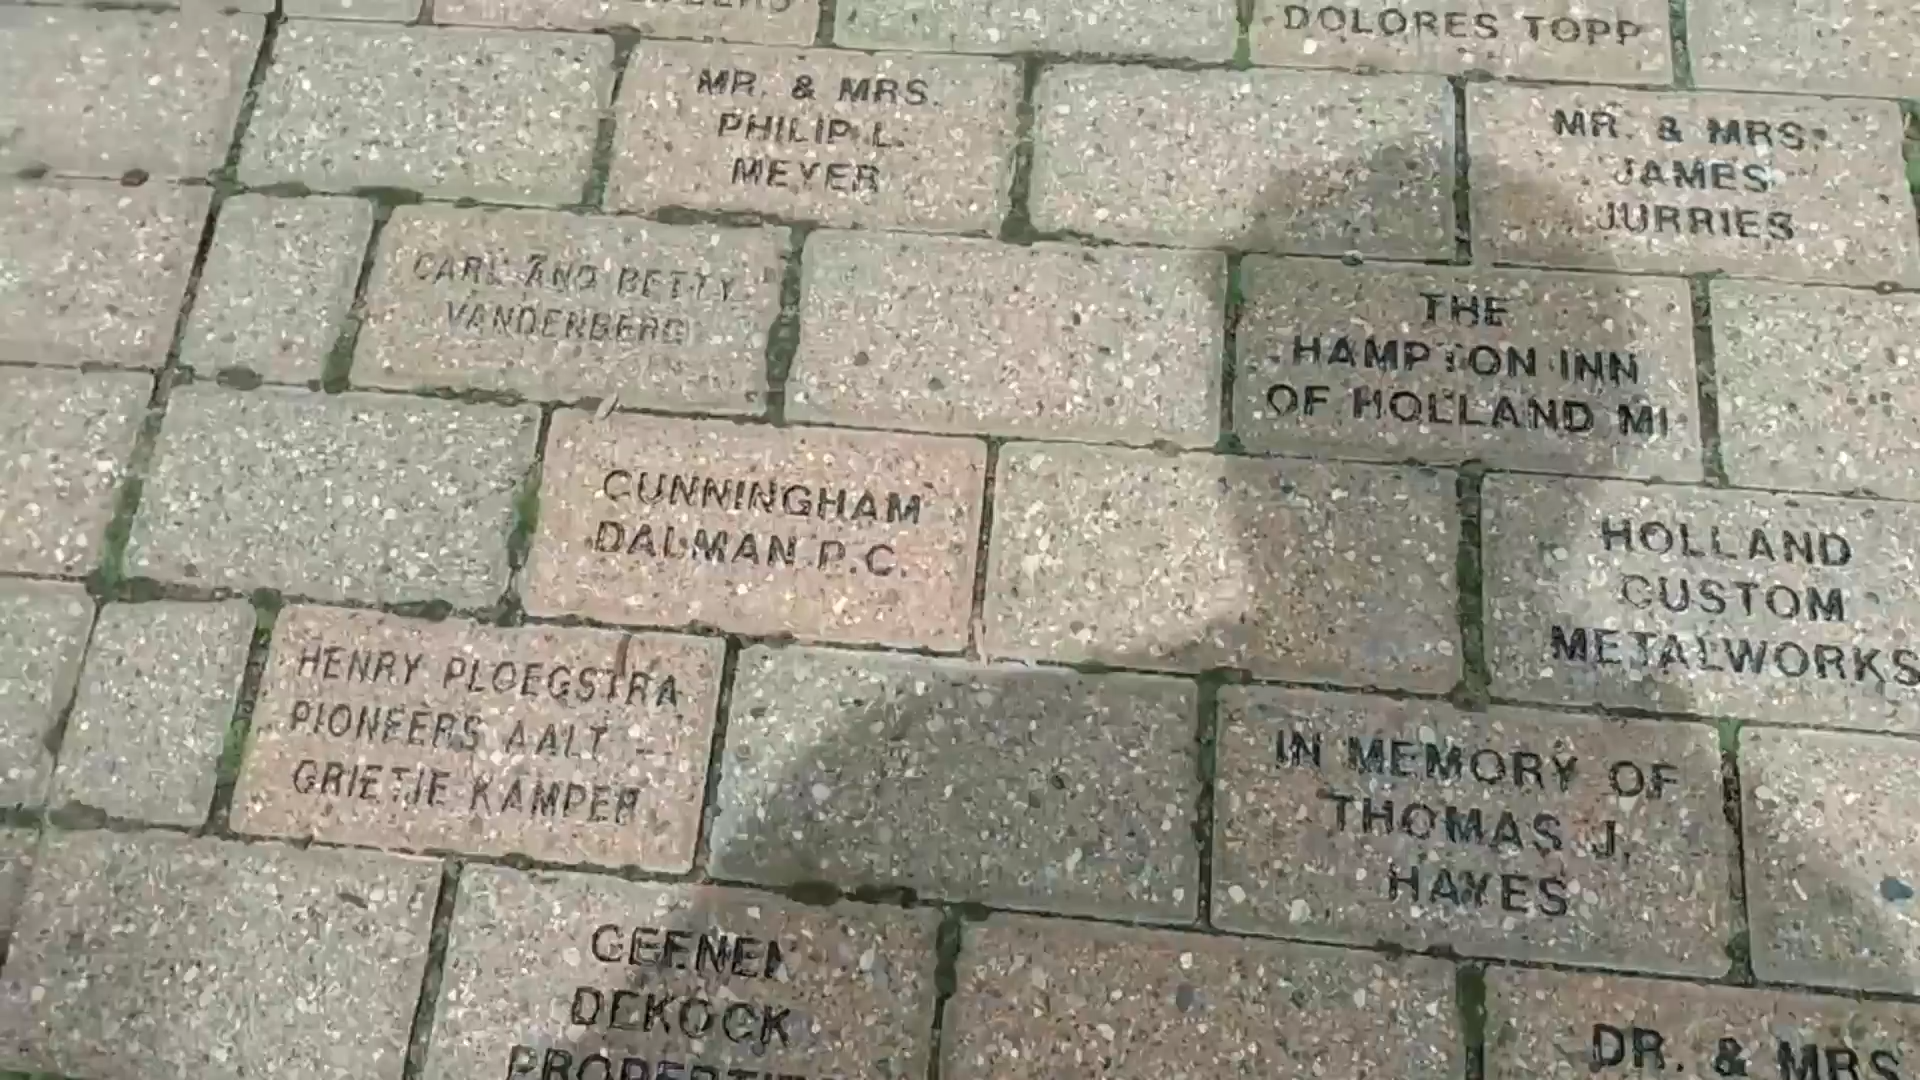 DOLORES TOPP
MR. & MRS.
PHILIP L.
MEYER
MR. & MRS.
JAMES
JURRIES
CARL AND BETTY
VANDENBERG
THE
HAMPTON INN
OF HOLLAND MI
CUNNINGHAM
DALMAN P.C.
HOLLAND
CUSTOM
METALWORKS
HENRY PLOEGSTRA
PIONEERS AALT -
GRIETJE KAMPER
IN MEMORY OF
THOMAS J.
HAYES
GEENEN
DEKOCK
DR. & MRS